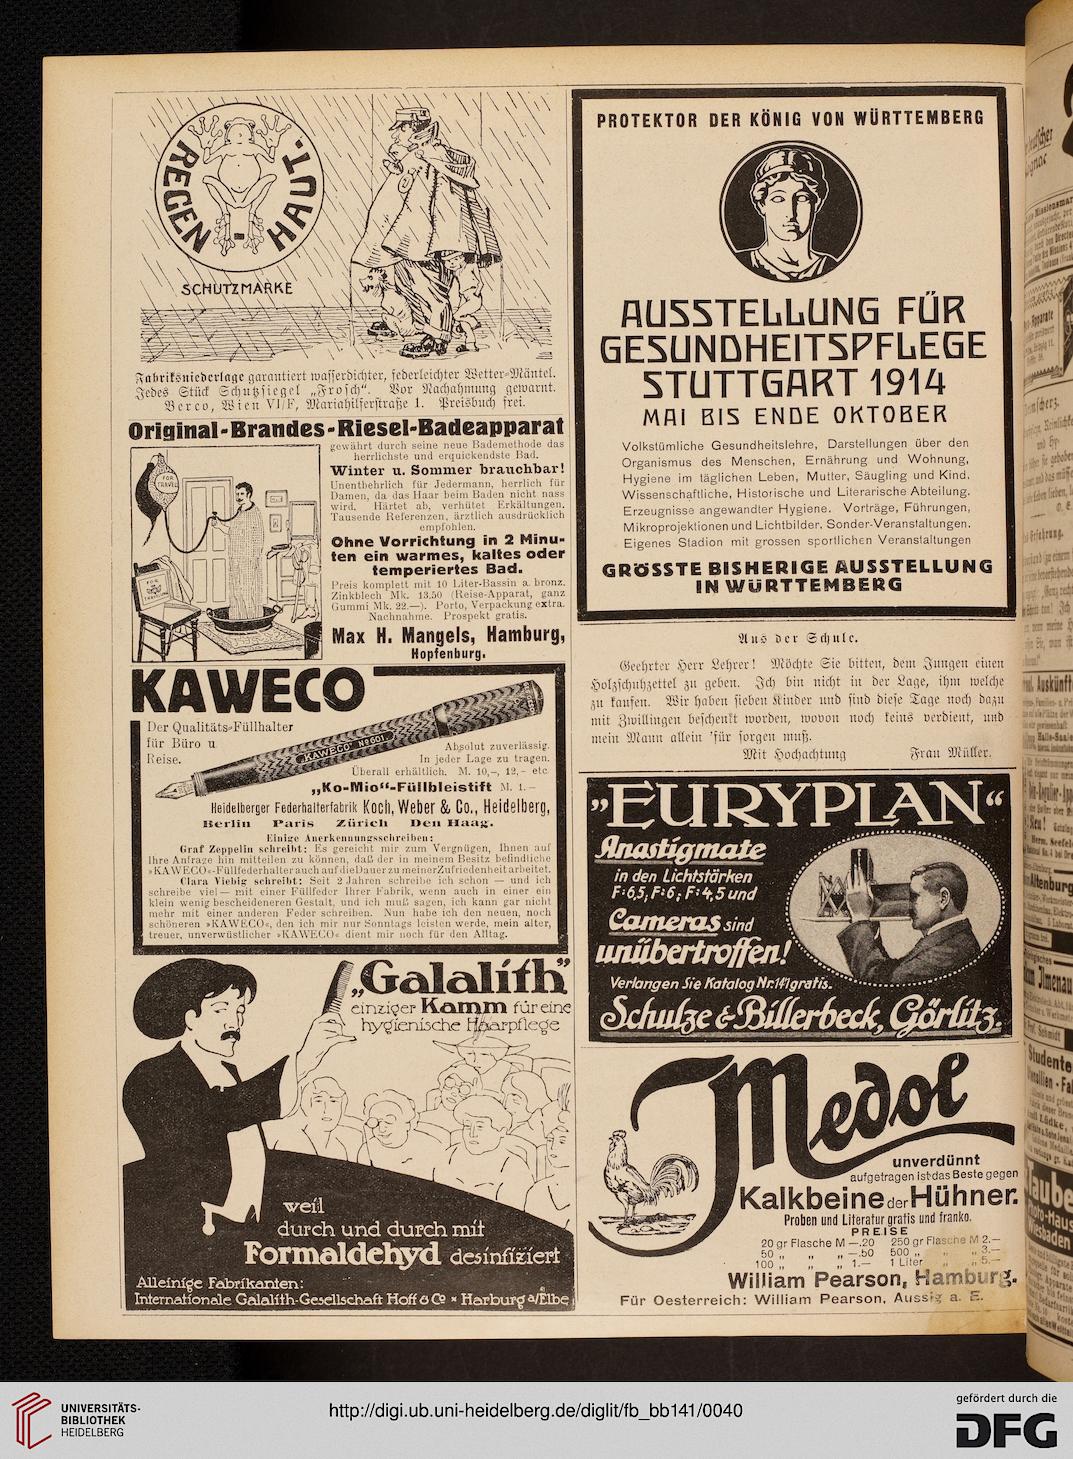 REGEN HAUT.
SCHUTZMARKE
Fabriksniederlage garantiert wasserdichter, federleichter Wetter-Mäntel.
Jedes Stück Schutzsiegel „Frosch“. Vor Nachahmung gewarnt.
Berco, Wien VI/F, Mariahilferstraße 1. Preisbuch frei.
Original-Brandes-Riesel-Badeapparat
gewährt durch seine neue Bademethode das
herrlichste und erquickendste Bad.
Winter u. Sommer brauchbar!
Unentbehrlich für Jedermann, herrlich für
Damen, da das Haar beim Baden nicht nass
wird. Härtet ab, verhütet Erkältungen.
Tausende Referenzen, ärztlich ausdrücklich
empfohlen.
Ohne Vorrichtung in 2 Minu-
ten ein warmes, kaltes oder
temperiertes Bad.
Preis komplett mit 10 Liter-Bassin a. bronz.
Zinkblech Mk. 13.50 (Reise-Apparat, ganz
Gummi Mk. 22.—). Porto, Verpackung extra.
Nachnahme. Prospekt gratis.
Max H. Mangels, Hamburg,
Hopfenburg.
FOR TRAVEL
KAWECO
Der Qualitäts-Füllhalter
für Büro u.
Reise.
„KAWECO“ No 601.
Absolut zuverlässig.
In jeder Lage zu tragen.
Überall erhältlich. M. 10,–, 12,– etc.
„Ko-Mio“-Füllbleistift M. 1.–
Heidelberger Federhalterfabrik Koch, Weber & Co., Heidelberg,
Berlin Paris Zürich Den Haag.
Einige Anerkennungsschreiben:
Graf Zeppelin schreibt: Es gereicht mir zum Vergnügen, Ihnen auf
Ihre Anfrage hin mitteilen zu können, daß der in meinem Besitz befindliche
»KAWECO«-Füllfederhalter auch auf die Dauer zu meiner Zufriedenheit arbeitet.
Clara Viebig schreibt: Seit 2 Jahren schreibe ich schon — und ich
schreibe viel — mit einer Füllfeder Ihrer Fabrik, wenn auch in einer ein
klein wenig bescheideneren Gestalt, und ich muß sagen, ich kann gar nicht
mehr mit einer anderen Feder schreiben. Nun habe ich den neuen, noch
schöneren »KAWECO«, den ich mir nur Sonntags leisten werde, mein alter,
treuer, unverwüstlicher »KAWECO« dient mir noch für den Alltag.
„Galalith“
einziger Kamm für eine
hygienische Haarpflege
weil
durch und durch mit
Formaldehyd desinfiziert
Alleinige Fabrikanten:
Internationale Galalith-Gesellschaft Hoff & Co * Harburg a/Elbe
PROTEKTOR DER KÖNIG VON WÜRTTEMBERG
AUSSTELLUNG FÜR
GESUNDHEITSPFLEGE
STUTTGART 1914
MAI BIS ENDE OKTOBER
Volkstümliche Gesundheitslehre, Darstellungen über den
Organismus des Menschen, Ernährung und Wohnung,
Hygiene im täglichen Leben, Mutter, Säugling und Kind.
Wissenschaftliche, Historische und Literarische Abteilung.
Erzeugnisse angewandter Hygiene. Vorträge, Führungen,
Mikroprojektionen und Lichtbilder. Sonder-Veranstaltungen.
Eigenes Stadion mit grossen sportlichen Veranstaltungen
GRÖSSTE BISHERIGE AUSSTELLUNG
IN WÜRTTEMBERG
Aus der Schule.
Geehrter Herr Lehrer! Möchte Sie bitten, dem Jungen einen
Holzschuhzettel zu geben. Ich bin nicht in der Lage, ihm welche
zu kaufen. Wir haben sieben Kinder und sind diese Tage noch dazu
mit Zwillingen beschenkt worden, wovon noch keins verdient, und
mein Mann allein 'für sorgen muß.
Mit Hochachtung Frau Müller.
„EURYPLAN“
Anastigmate
in den Lichtstärken
F:6,5, F:6, F:4,5 und
Cameras sind
unübertroffen!
Verlangen Sie Katalog Nr. 141 gratis.
Schulze & Billerbeck, Görlitz.
Medol
unverdünnt
aufgetragen ist das Beste gegen
Kalkbeine der Hühner.
Proben und Literatur gratis und franko.
PREISE
20 gr Flasche M —.20 250 gr Flasche M 2.—
50 „ „ „ —.50 500 „ „ „ 3.—
100 „ „ „ 1.— 1 Liter „ „ 5.—
William Pearson, Hamburg.
Für Oesterreich: William Pearson, Aussig a. E.
UNIVERSITÄTS-
BIBLIOTHEK
HEIDELBERG
http://digi.ub.uni-heidelberg.de/diglit/fb_bb141/0040
gefördert durch die
DFG